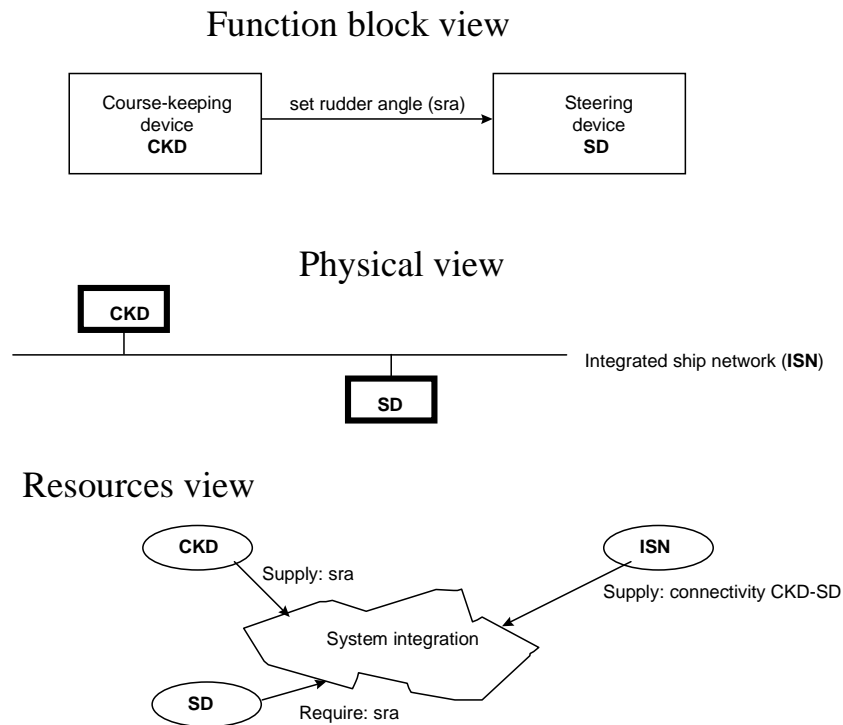 Function block view
Course-keeping
device
CKD
set rudder angle (sra)
Steering
device
SD
Physical view
CKD
Integrated ship network (ISN)
SD
Resources view
CKD
ISN
Supply: sra
Supply: connectivity CKD-SD
System integration
SD
Require: sra